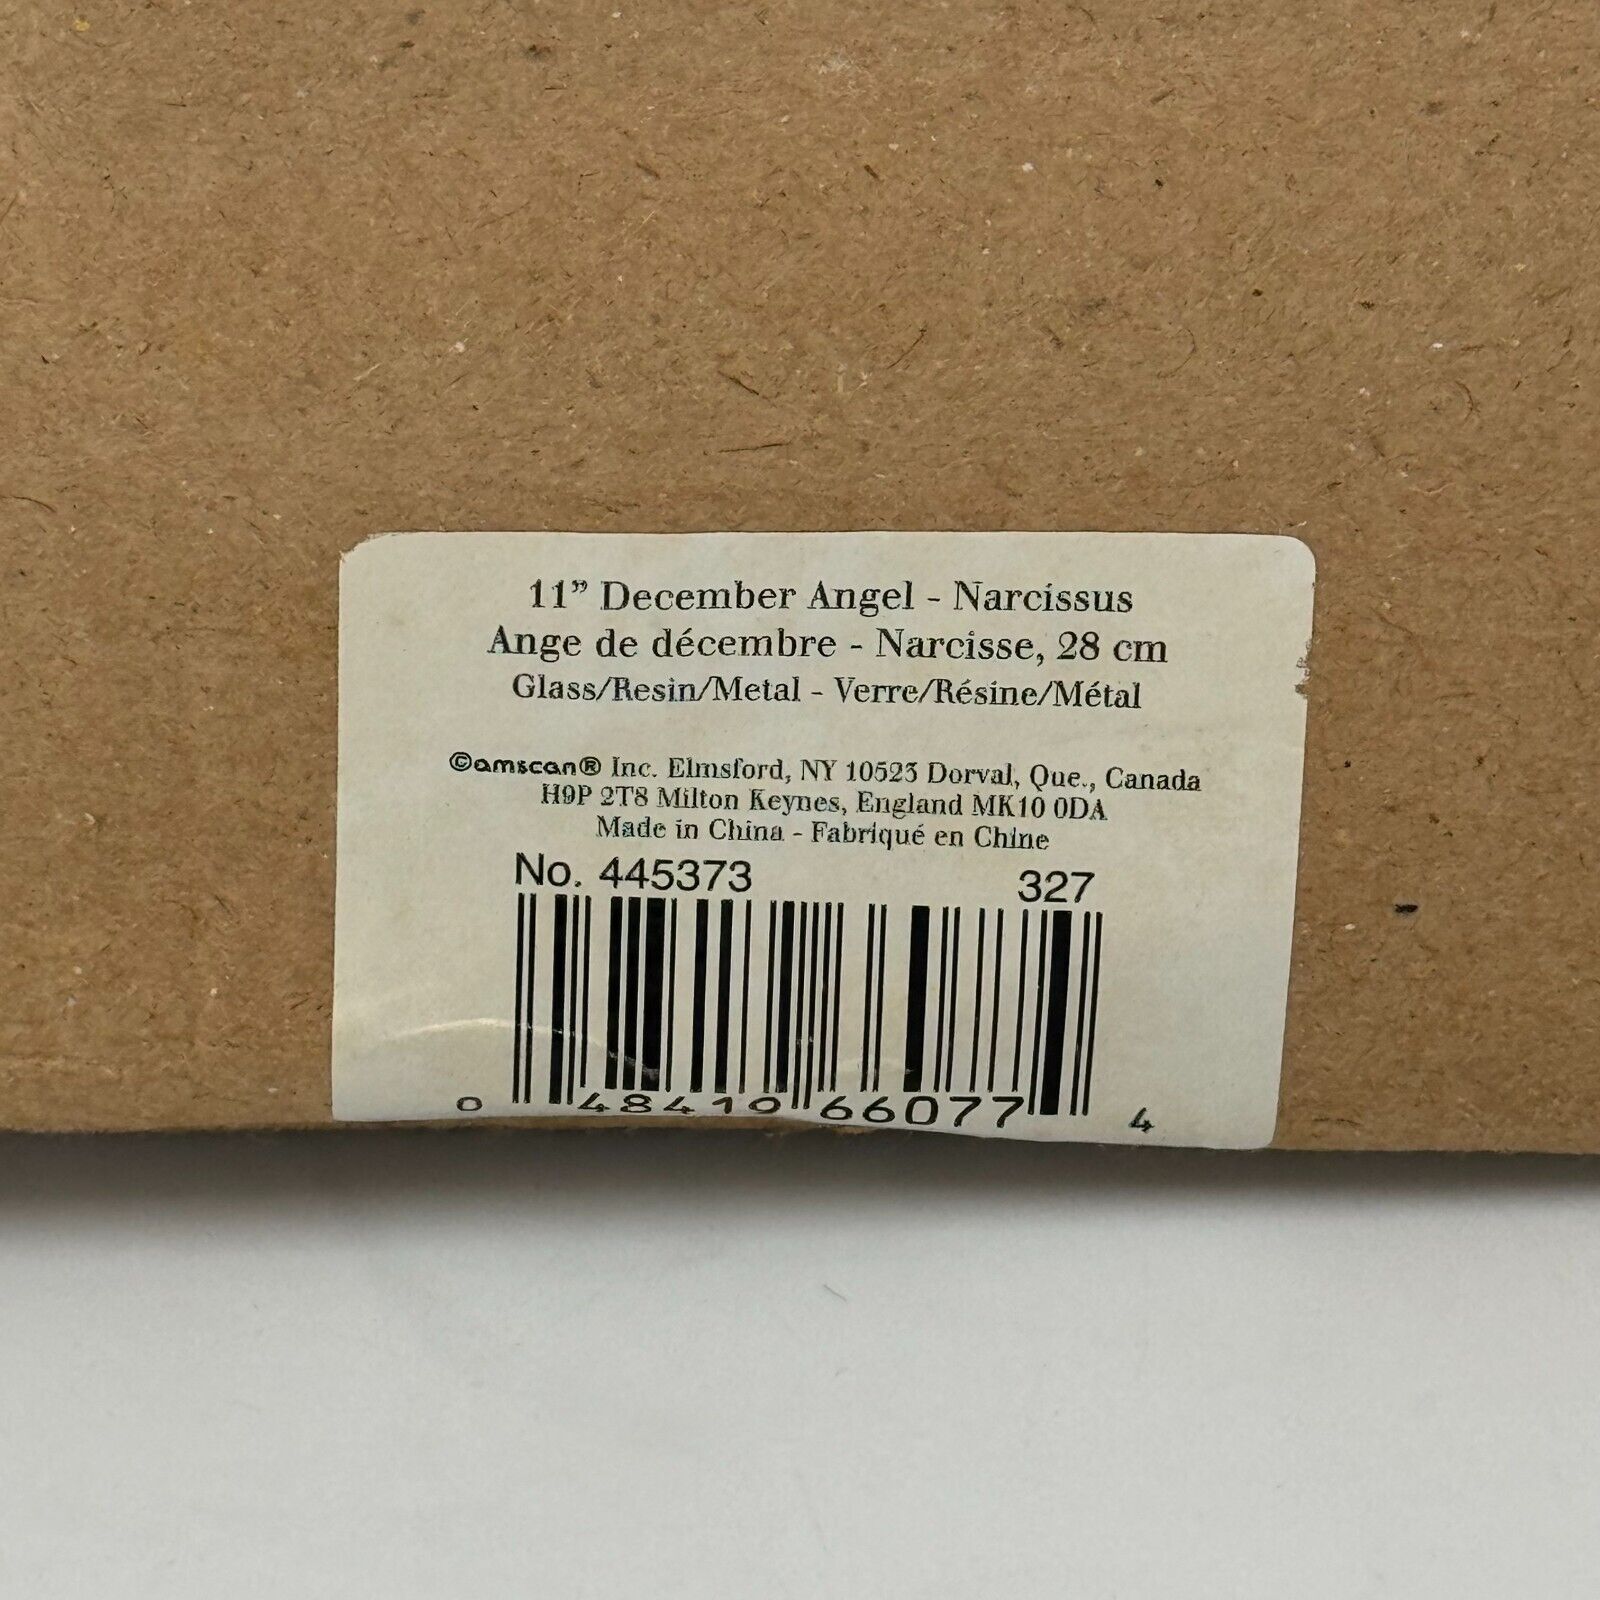 11” December Angel - Narcissus
Ange de décembre - Narcisse, 28 cm
Glass/Resin/Metal - Verre/Résine/Métal
©amscan® Inc. Elmsford, NY 10523 Dorval, Que., Canada
H9P 2T8 Milton Keynes, England MK10 0DA
Made in China - Fabriqué en Chine
No. 445373 327
0 48419 66077 4